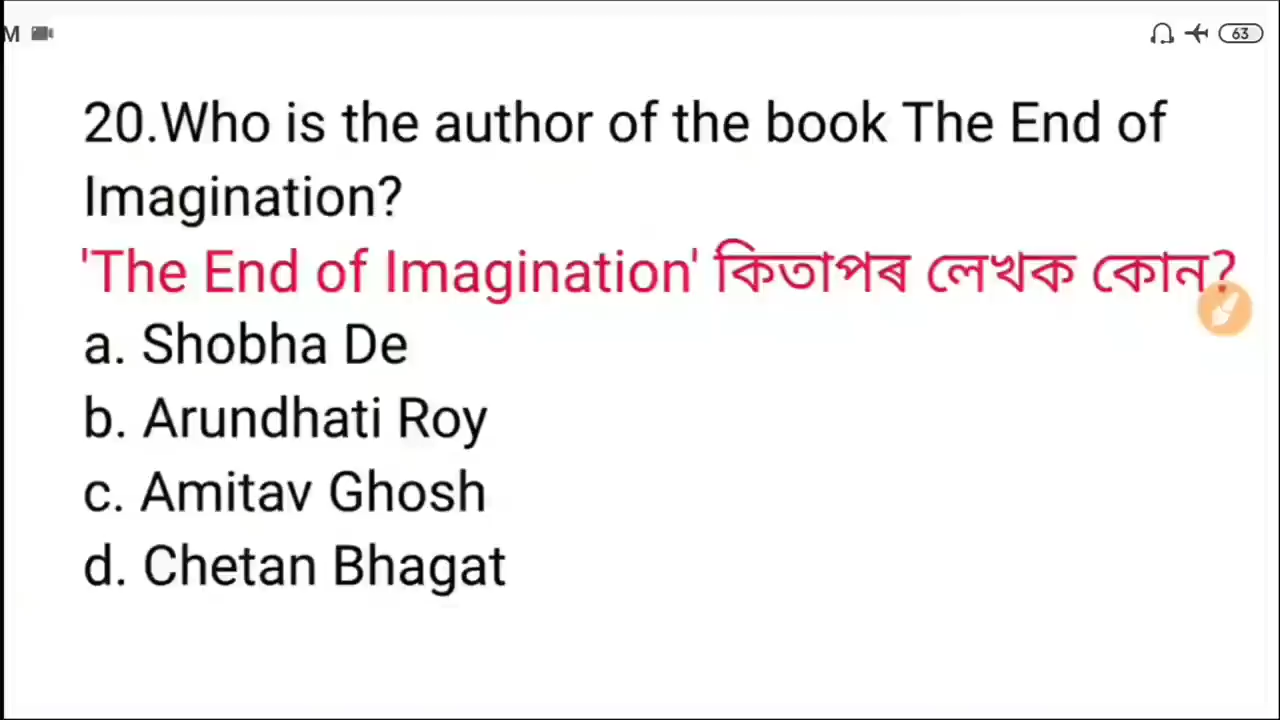 M
63
20.Who is the author of the book The End of
Imagination?
'The End of Imagination' কিতাপৰ লেখক কোন?
a. Shobha De
b. Arundhati Roy
c. Amitav Ghosh
d. Chetan Bhagat